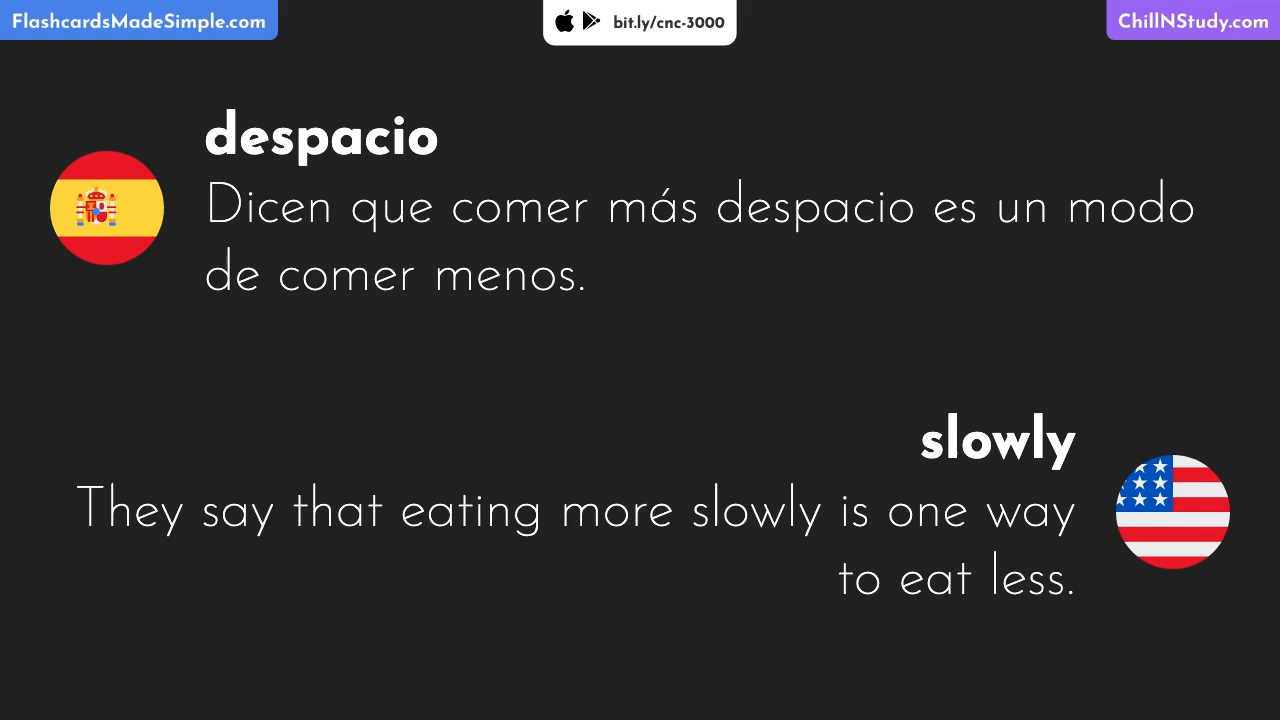 FlashcardsMadeSimple.com
bit.ly/cnc-3000
ChillNStudy.com
despacio
Dicen que comer más despacio es un modo
de comer menos.
slowly
They say that eating more slowly is one way
to eat less.